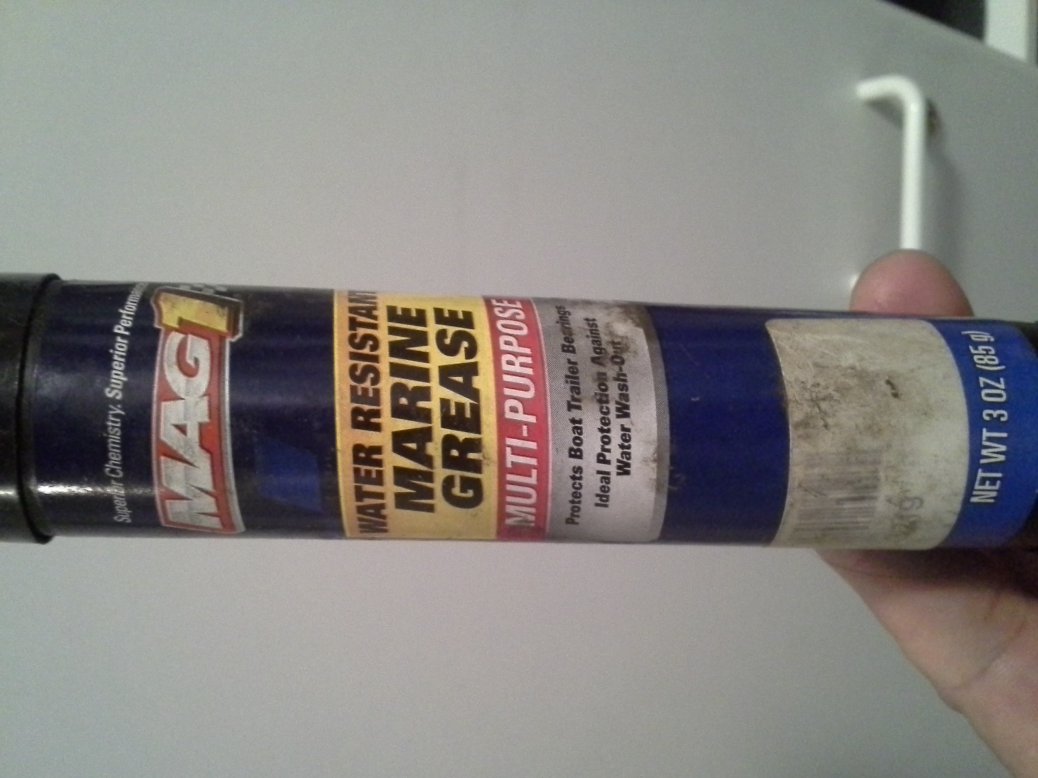 Superior Chemistry. Superior Performance
MAG 1
WATER RESISTANT
MARINE
GREASE
MULTI-PURPOSE
Protects Boat Trailer Bearings
Ideal Protection Against
Water Wash-Out
NET WT 3 OZ (85 g)